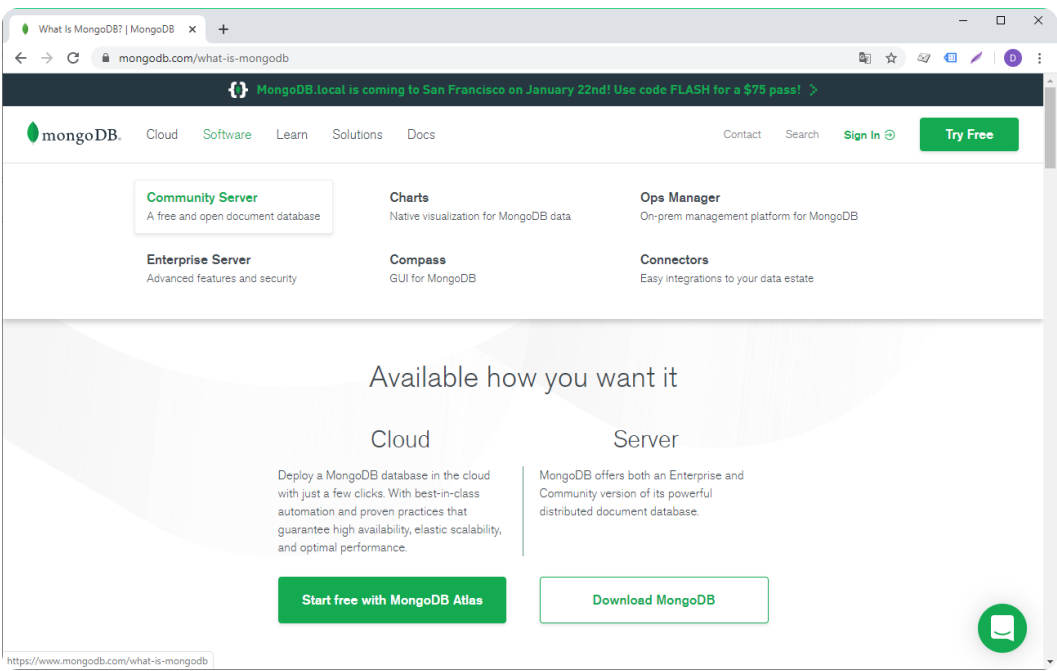 What Is MongoDB? | MongoDB
mongodb.com/what-is-mongodb
D
MongoDB.local is coming to San Francisco on January 22nd! Use code FLASH for a $75 pass!
mongoDB. Cloud Software Learn Solutions Docs Contact Search Sign In Try Free
Community Server
A free and open document database
Charts
Native visualization for MongoDB data
Ops Manager
On-prem management platform for MongoDB
Enterprise Server
Advanced features and security
Compass
GUI for MongoDB
Connectors
Easy integrations to your data estate
Available how you want it
Cloud
Deploy a MongoDB database in the cloud
with just a few clicks. With best-in-class
automation and proven practices that
guarantee high availability, elastic scalability,
and optimal performance.
Start free with MongoDB Atlas
Server
MongoDB offers both an Enterprise and
Community version of its powerful
distributed document database.
Download MongoDB
https://www.mongodb.com/what-is-mongodb